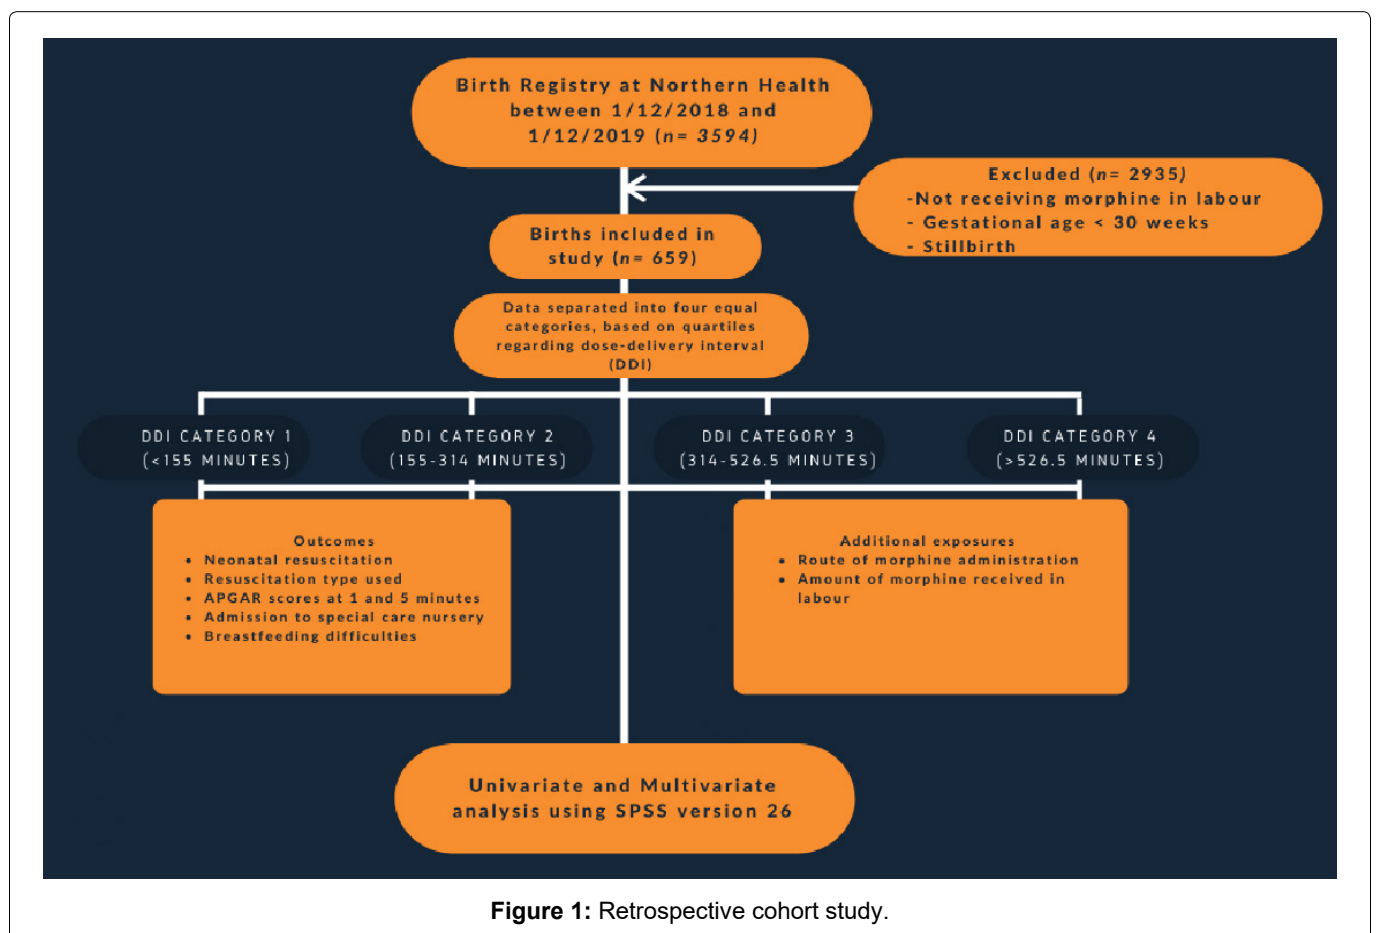 Birth Registry at Northern Health
between 1/12/2018 and
1/12/2019 (n= 3594)
Excluded (n= 2935)
-Not receiving morphine in labour
- Gestational age < 30 weeks
- Stillbirth
Births included in
study (n= 659)
Data separated into four equal
categories, based on quartiles
regarding dose-delivery interval
(DDI)
DDI CATEGORY 1
(<155 MINUTES)
DDI CATEGORY 2
(155-314 MINUTES)
DDI CATEGORY 3
(314-526.5 MINUTES)
DDI CATEGORY 4
(>526.5 MINUTES)
Outcomes
• Neonatal resuscitation
• Resuscitation type used
• APGAR scores at 1 and 5 minutes
• Admission to special care nursery
• Breastfeeding difficulties
Additional exposures
• Route of morphine administration
• Amount of morphine received in
labour
Univariate and Multivariate
analysis using SPSS version 26
Figure 1: Retrospective cohort study.